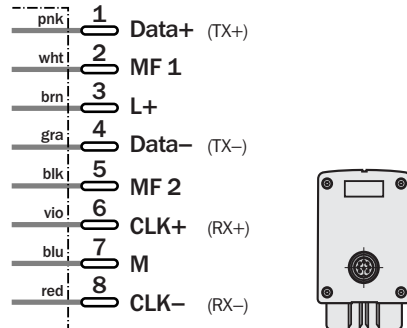 pnk 1 Data+ (TX+)
wht 2 MF 1
brn 3 L+
gra 4 Data− (TX−)
blk 5 MF 2
vio 6 CLK+ (RX+)
blu 7 M
red 8 CLK− (RX−)